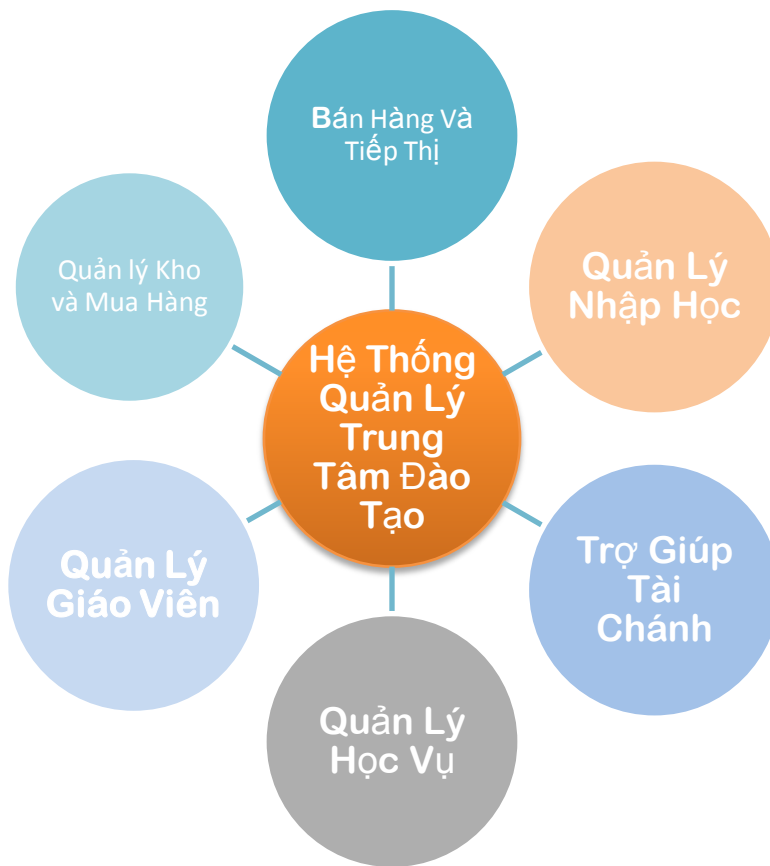 Bán Hàng Và
Tiếp Thị
Quản Lý
Nhập Học
Trợ Giúp
Tài
Chánh
Quản Lý
Học Vụ
Quản Lý
Giáo Viên
Quản lý Kho
và Mua Hàng
Hệ Thống
Quản Lý
Trung
Tâm Đào
Tạo